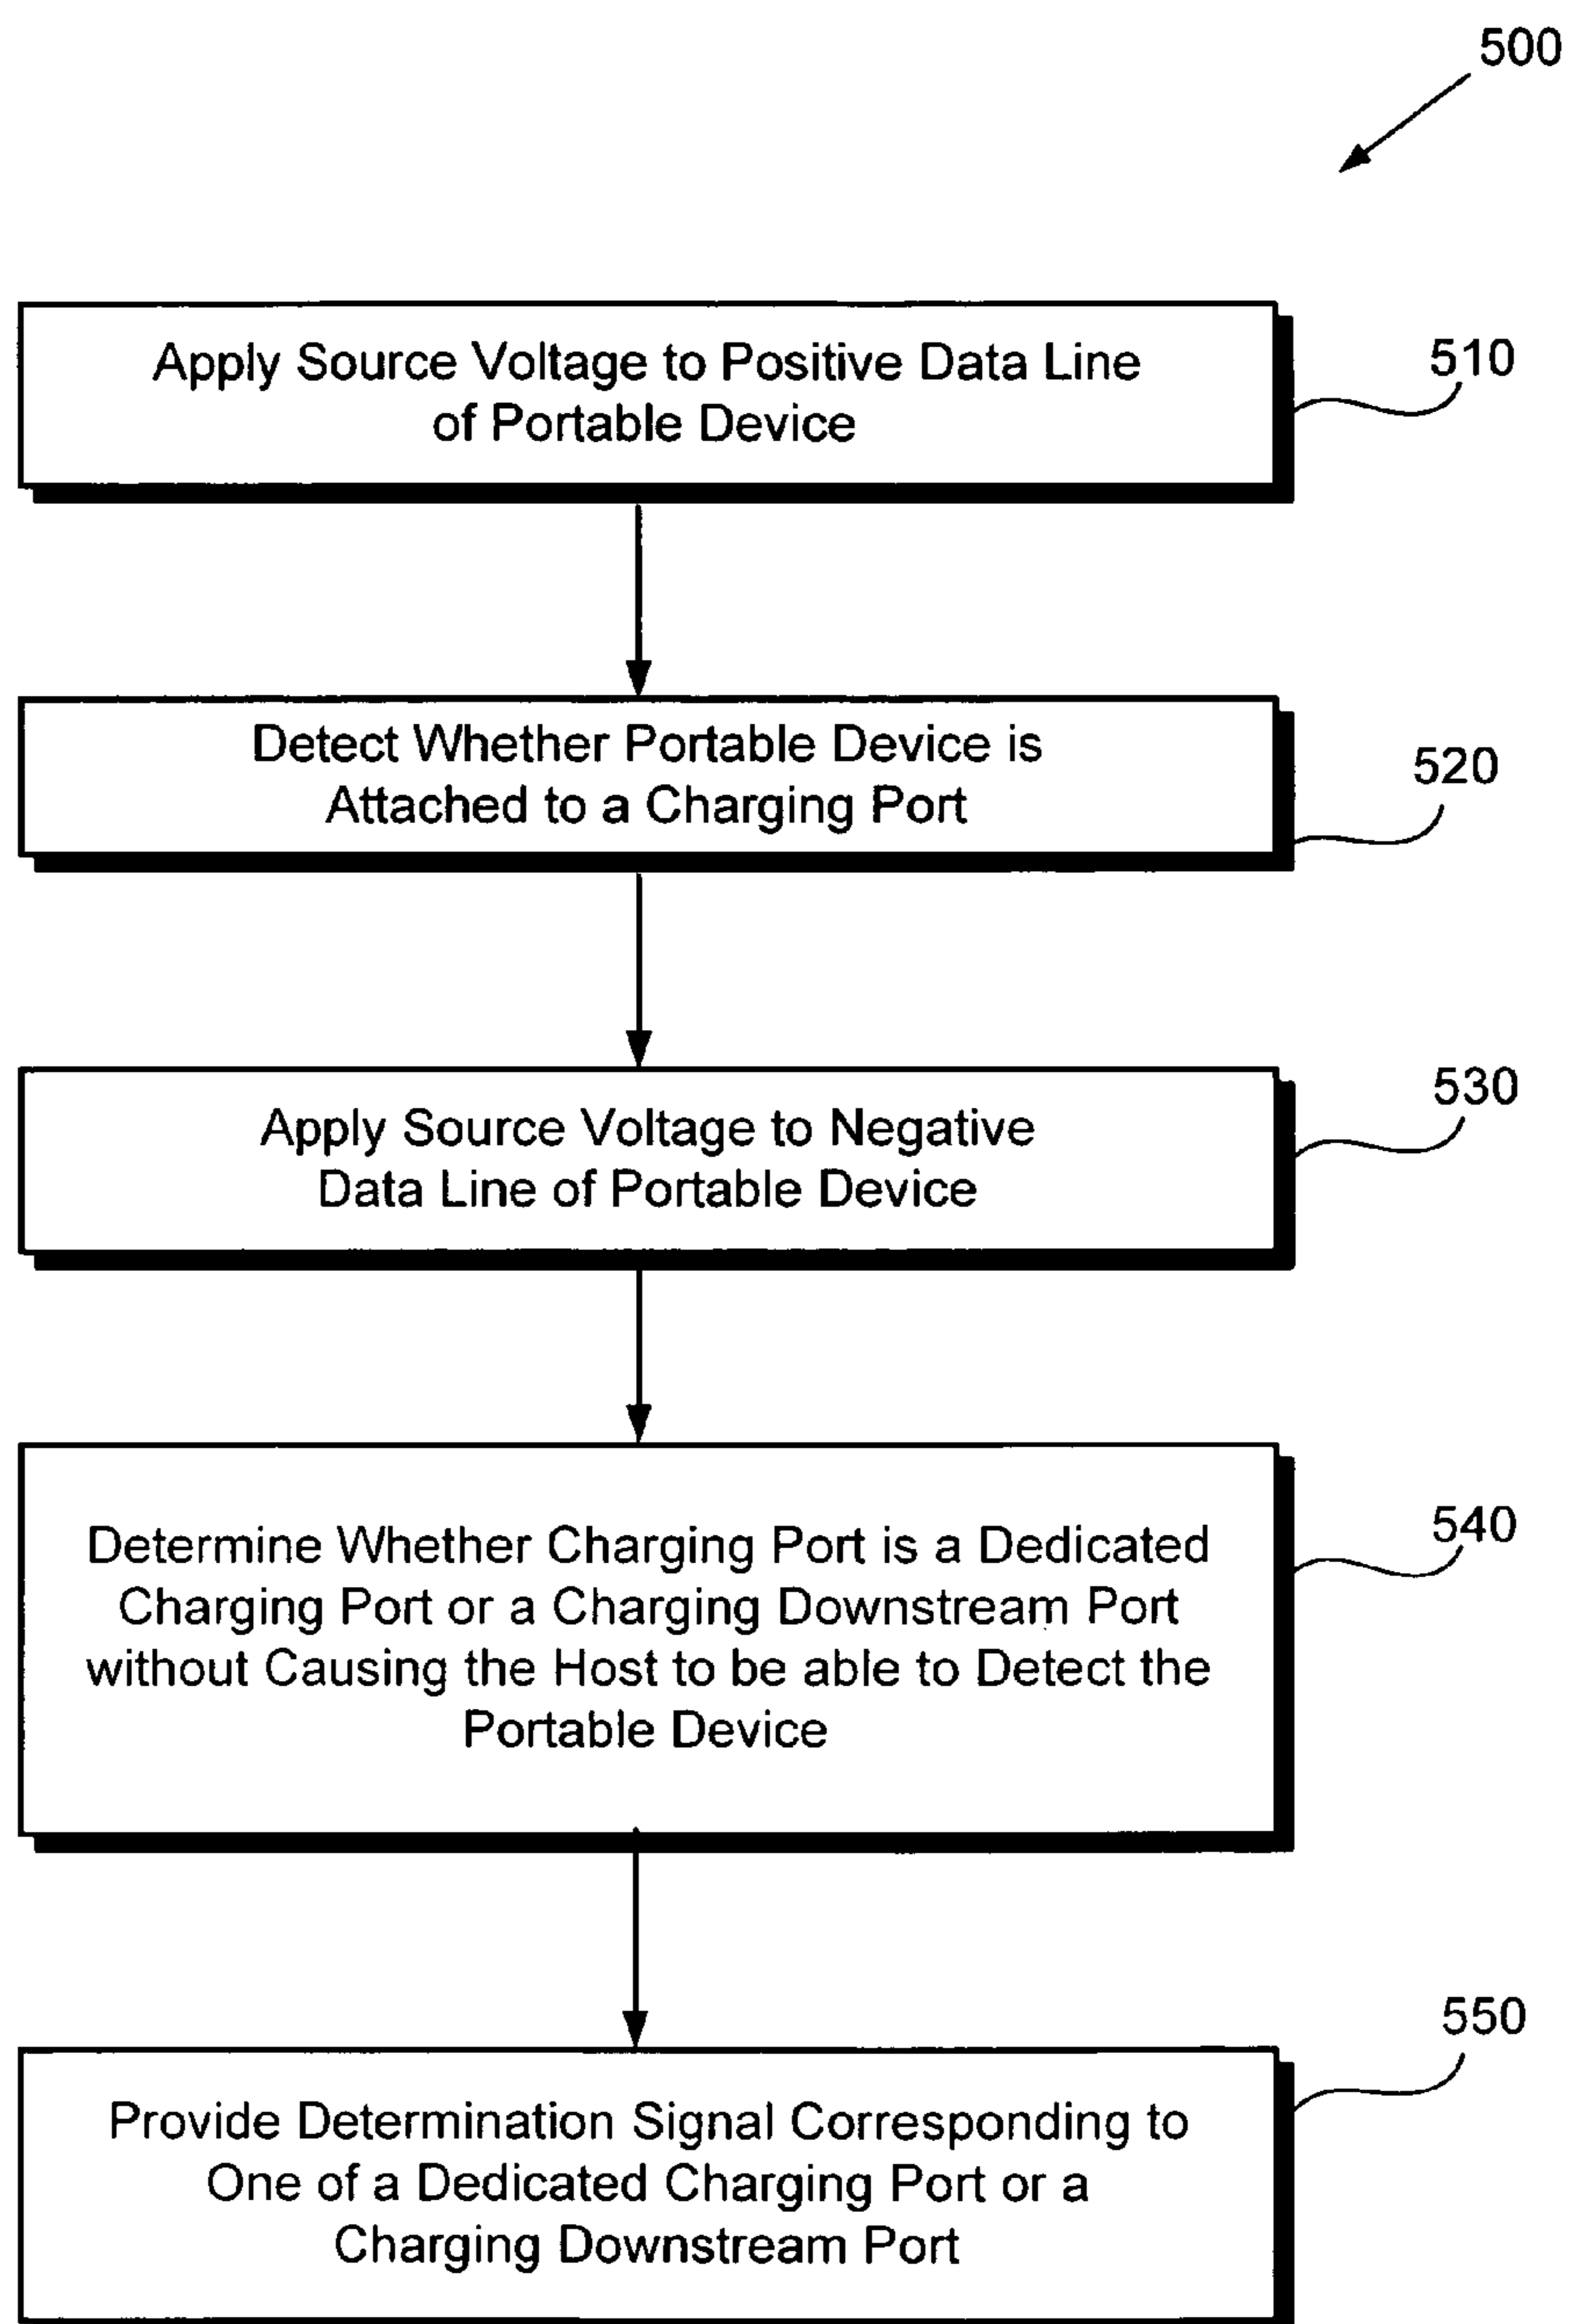 500
Apply Source Voltage to Positive Data Line
of Portable Device
510
Detect Whether Portable Device is
Attached to a Charging Port
520
Apply Source Voltage to Negative
Data Line of Portable Device
530
Determine Whether Charging Port is a Dedicated
Charging Port or a Charging Downstream Port
without Causing the Host to be able to Detect the
Portable Device
540
Provide Determination Signal Corresponding to
One of a Dedicated Charging Port or a
Charging Downstream Port
550